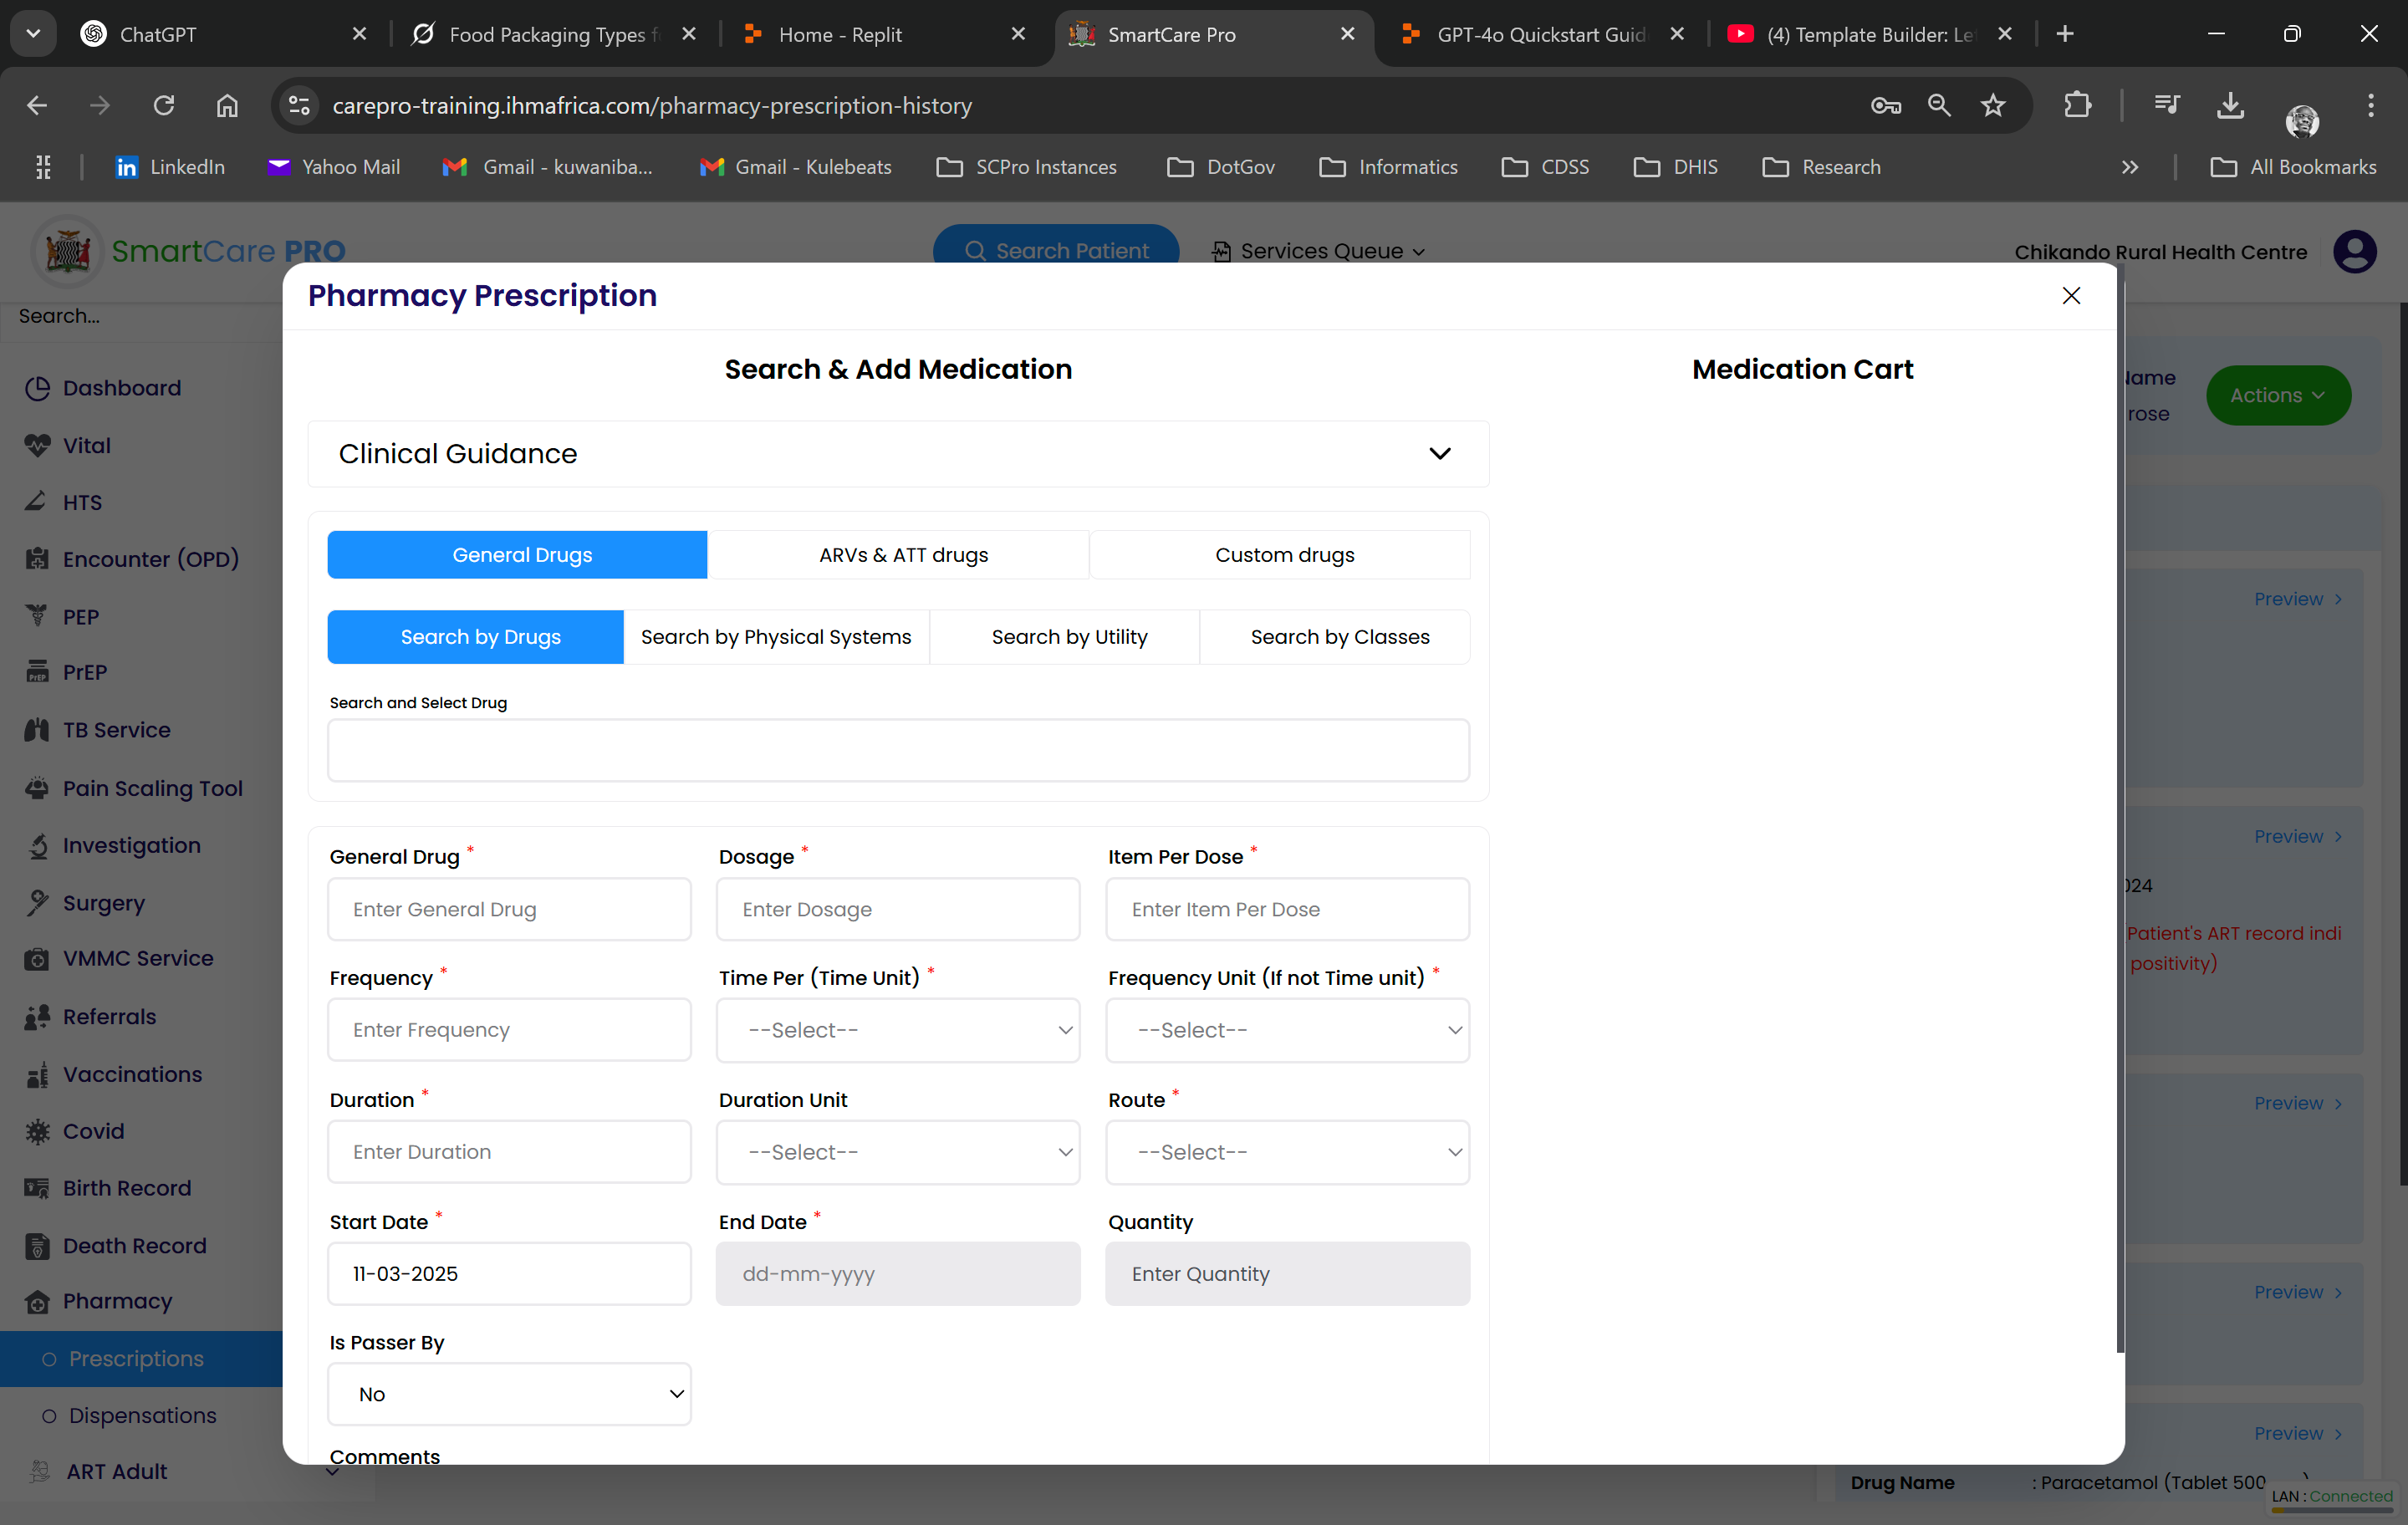 ChatGPT
Food Packaging Types f
Home - Replit
SmartCare Pro
GPT-4o Quickstart Guid
(4) Template Builder: Le
carepro-training.ihmafrica.com/pharmacy-prescription-history
LinkedIn
Yahoo Mail
Gmail - kuwaniba...
Gmail - Kulebeats
SCPro Instances
DotGov
Informatics
CDSS
DHIS
Research
All Bookmarks
SmartCare PRO
Search Patient
Services Queue
Chikando Rural Health Centre
Search...
Dashboard
Vital
HTS
Encounter (OPD)
PEP
PrEP
TB Service
Pain Scaling Tool
Investigation
Surgery
VMMC Service
Referrals
Vaccinations
Covid
Birth Record
Death Record
Pharmacy
Prescriptions
Dispensations
ART Adult
Pharmacy Prescription
Search & Add Medication
Medication Cart
Clinical Guidance
General Drugs
ARVs & ATT drugs
Custom drugs
Search by Drugs
Search by Physical Systems
Search by Utility
Search by Classes
Search and Select Drug
General Drug *
Dosage *
Item Per Dose *
Enter General Drug
Enter Dosage
Enter Item Per Dose
Frequency *
Time Per (Time Unit) *
Frequency Unit (If not Time unit) *
Enter Frequency
--Select--
--Select--
Duration *
Duration Unit
Route *
Enter Duration
--Select--
--Select--
Start Date *
End Date *
Quantity
11-03-2025
dd-mm-yyyy
Enter Quantity
Is Passer By
No
Comments
Name
rose
Actions
Preview
Preview
024
Patient's ART record indi
positivity)
Preview
Preview
Preview
Drug Name
: Paracetamol (Tablet 500
LAN : Connected